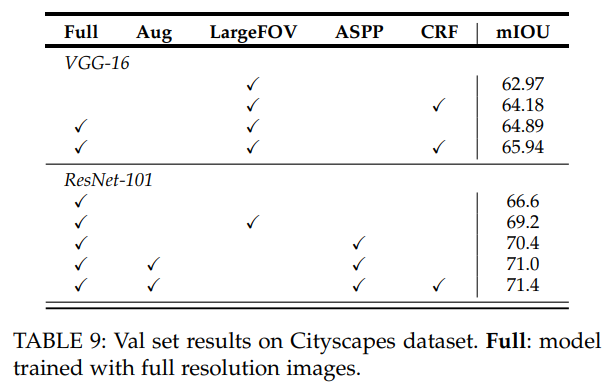 Full Aug LargeFOV ASPP CRF mIOU
VGG-16
✓ 62.97
✓ ✓ 64.18
✓ ✓ 64.89
✓ ✓ ✓ 65.94
ResNet-101
✓ 66.6
✓ ✓ 69.2
✓ ✓ 70.4
✓ ✓ ✓ 71.0
✓ ✓ ✓ ✓ 71.4
TABLE 9: Val set results on Cityscapes dataset. Full: model
trained with full resolution images.